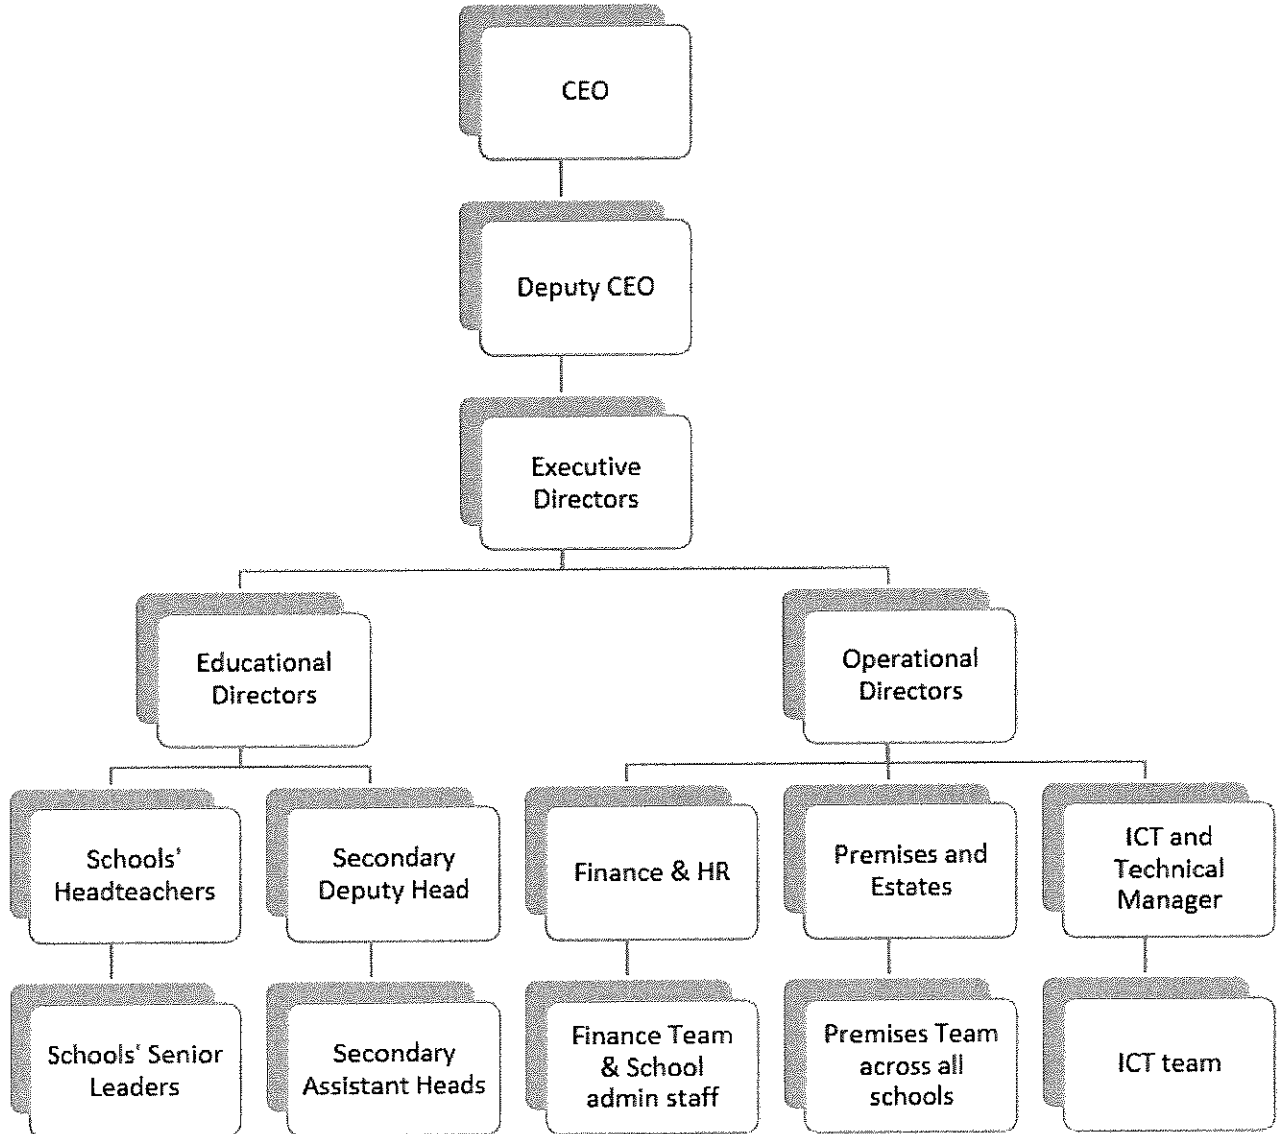 CEO
Deputy CEO
Executive
Directors
Educational
Directors
Operational
Directors
Schools'
Headteachers
Secondary
Deputy Head
Finance & HR
Premises and
Estates
ICT and
Technical
Manager
Schools' Senior
Leaders
Secondary
Assistant Heads
Finance Team
& School
admin staff
Premises Team
across all
schools
ICT team